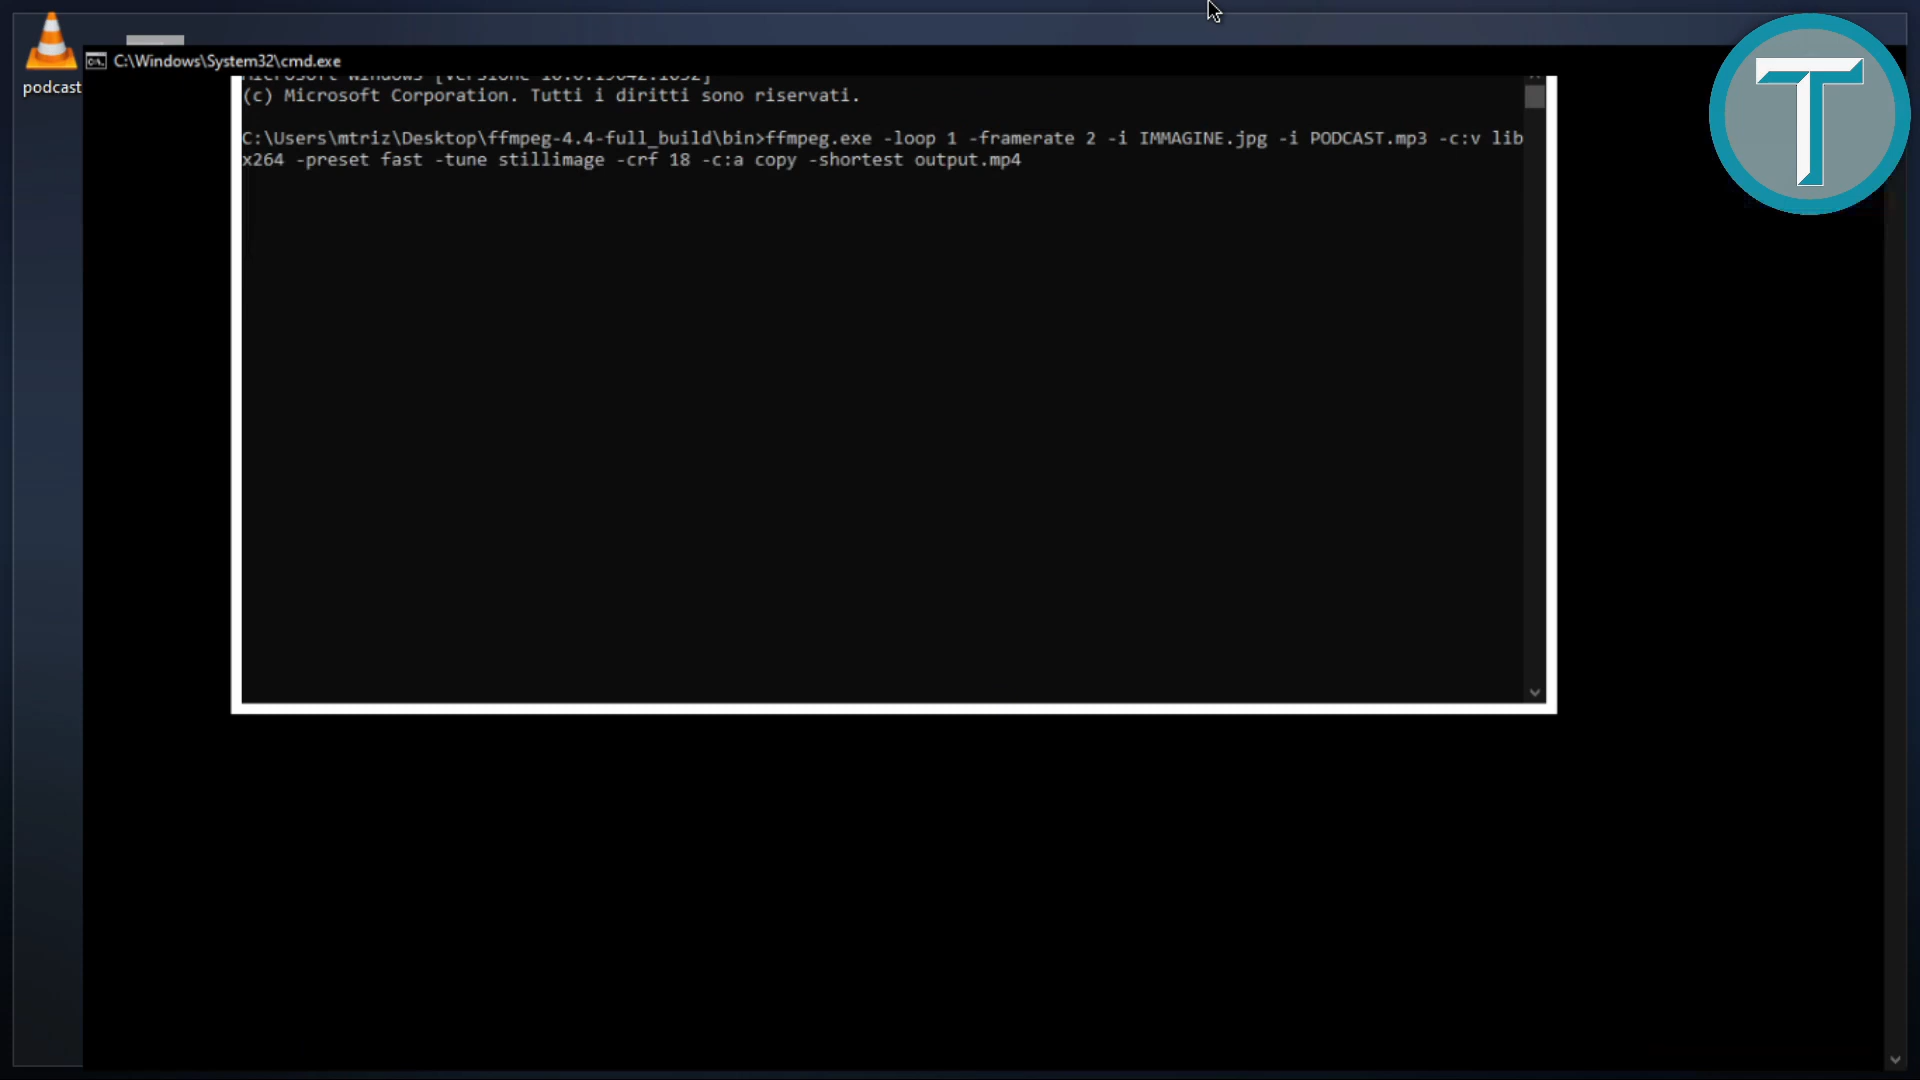 C:\Windows\System32\cmd.exe
podcast
(c) Microsoft Corporation. Tutti i diritti sono riservati.
C:\Users\mtriz\Desktop\ffmpeg-4.4-full_build\bin>ffmpeg.exe -loop 1 -framerate 2 -i IMMAGINE.jpg -i PODCAST.mp3 -c:v lib
x264 -preset fast -tune stillimage -crf 18 -c:a copy -shortest output.mp4
T